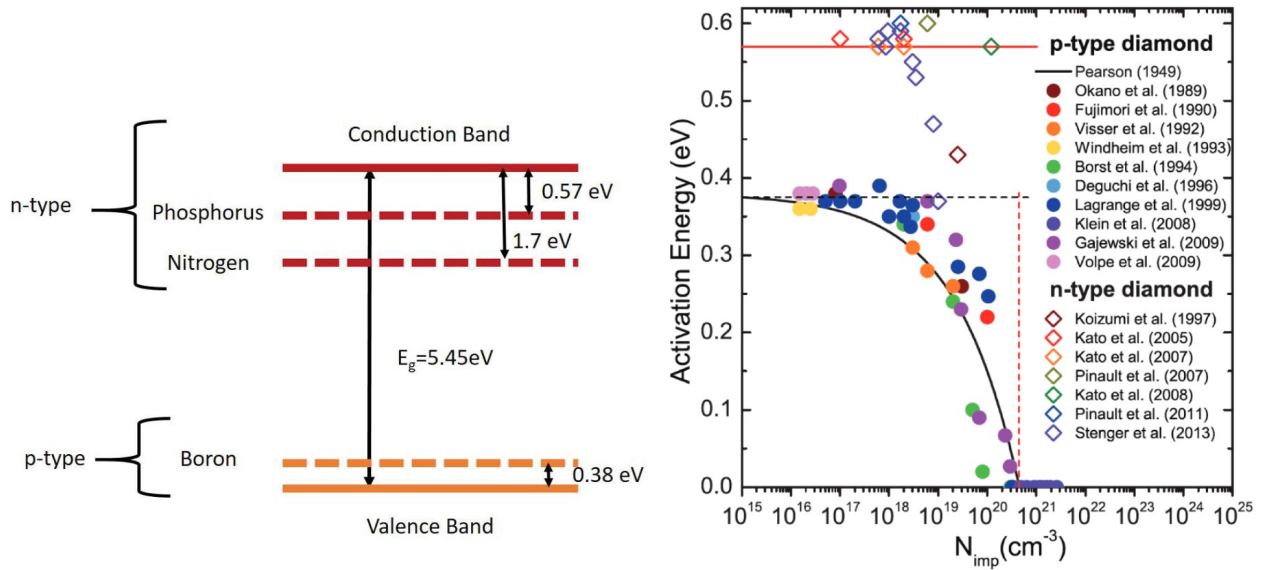 Conduction Band
n-type
Phosphorus
0.57 eV
1.7 eV
Nitrogen
E_g=5.45eV
p-type
Boron
0.38 eV
Valence Band
Activation Energy (eV)
0.6
0.5
0.4
0.3
0.2
0.1
0.0
p-type diamond
Pearson (1949)
Okano et al. (1989)
Fujimori et al. (1990)
Visser et al. (1992)
Windheim et al. (1993)
Borst et al. (1994)
Deguchi et al. (1996)
Lagrange et al. (1999)
Klein et al. (2008)
Gajewski et al. (2009)
Volpe et al. (2009)
n-type diamond
Koizumi et al. (1997)
Kato et al. (2005)
Kato et al. (2007)
Pinault et al. (2007)
Kato et al. (2008)
Pinault et al. (2011)
Stenger et al. (2013)
10^15 10^16 10^17 10^18 10^19 10^20 10^21 10^22 10^23 10^24 10^25
N_imp(cm^-3)